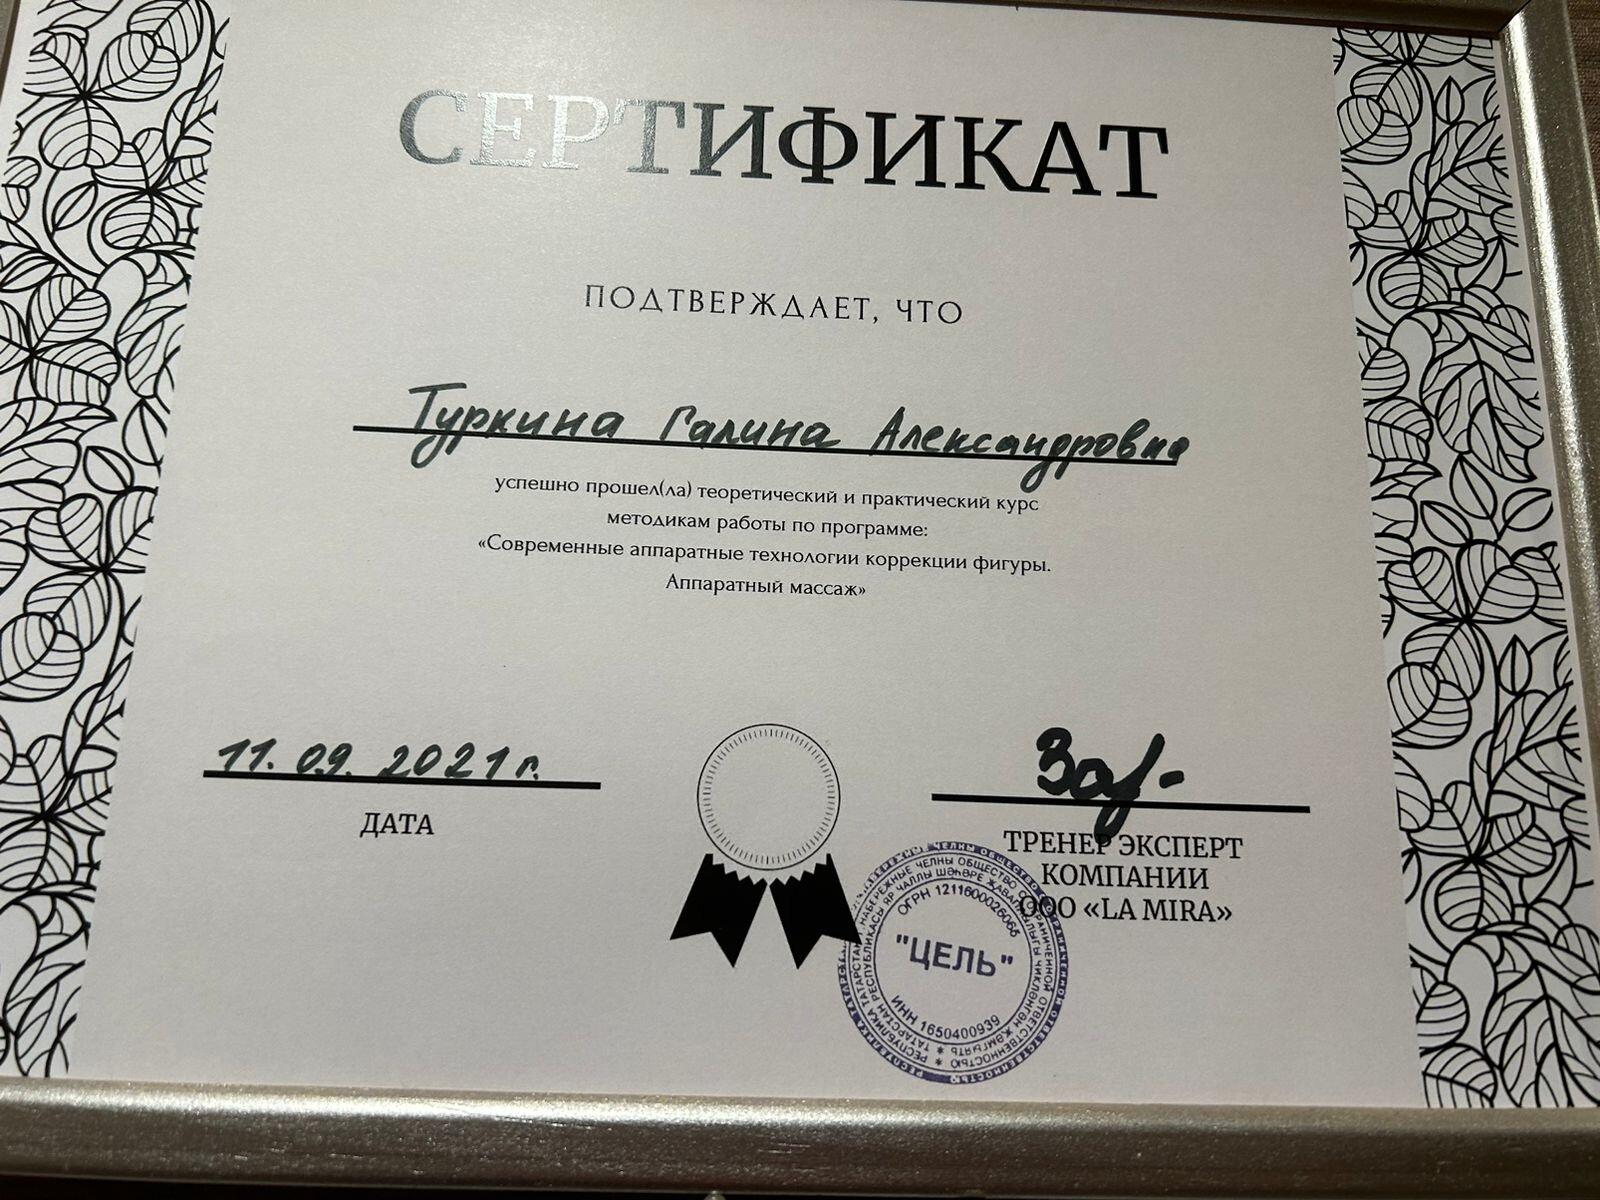 СЕРТИФИКАТ
ПОДТВЕРЖДАЕТ, ЧТО
Туркина Галина Александровна
успешно прошел(ла) теоретический и практический курс
методикам работы по программе:
«Современные аппаратные технологии коррекции фигуры.
Аппаратный массаж»
11.09.2021г.
ДАТА
ТРЕНЕР ЭКСПЕРТ
КОМПАНИИ
ООО «LA MIRA»
ОГРН 1211600026066
"ЦЕЛЬ"
ИНН 1650400939